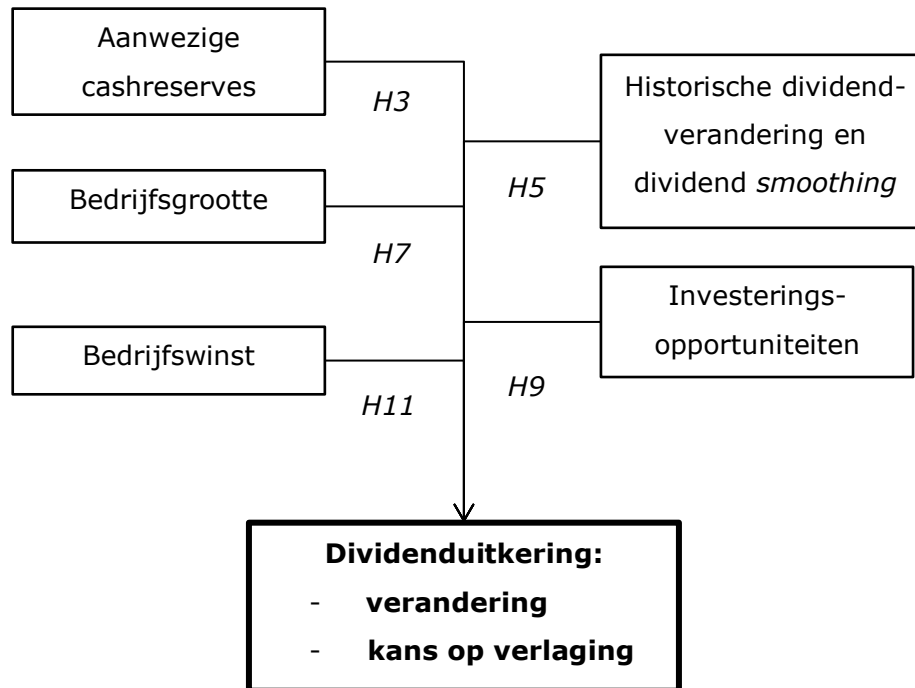 Aanwezige
cashreserves
H3
Historische dividend-
verandering en
dividend smoothing
H5
Bedrijfsgrootte
H7
Investerings-
opportuniteiten
H9
Bedrijfswinst
H11
Dividenduitkering:
- verandering
- kans op verlaging